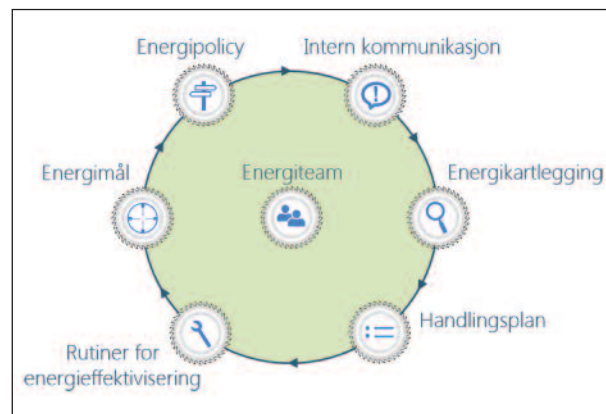 Energipolicy
Intern kommunikasjon
Energimål
Energiteam
Energikartlegging
Handlingsplan
Rutiner for
energieffektivisering